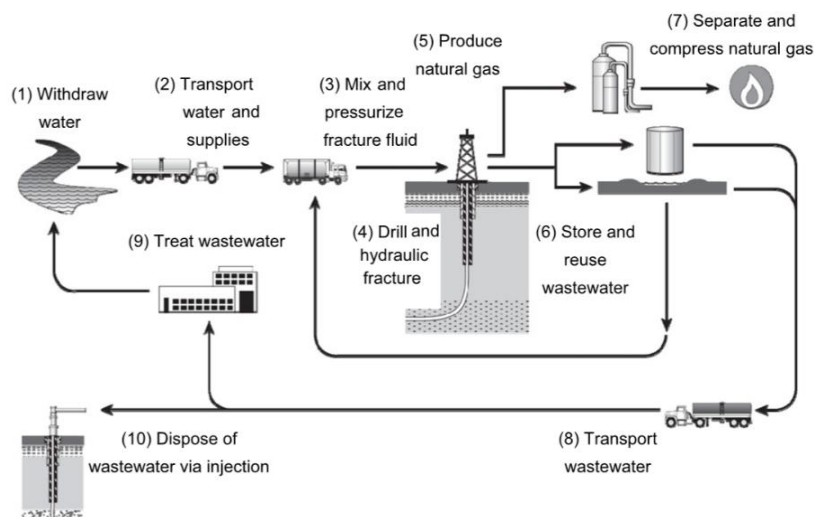 (1) Withdraw
water
(2) Transport
water and
supplies
(3) Mix and
pressurize
fracture fluid
(4) Drill and
hydraulic
fracture
(5) Produce
natural gas
(6) Store and
reuse
wastewater
(7) Separate and
compress natural gas
(8) Transport
wastewater
(9) Treat wastewater
(10) Dispose of
wastewater via injection